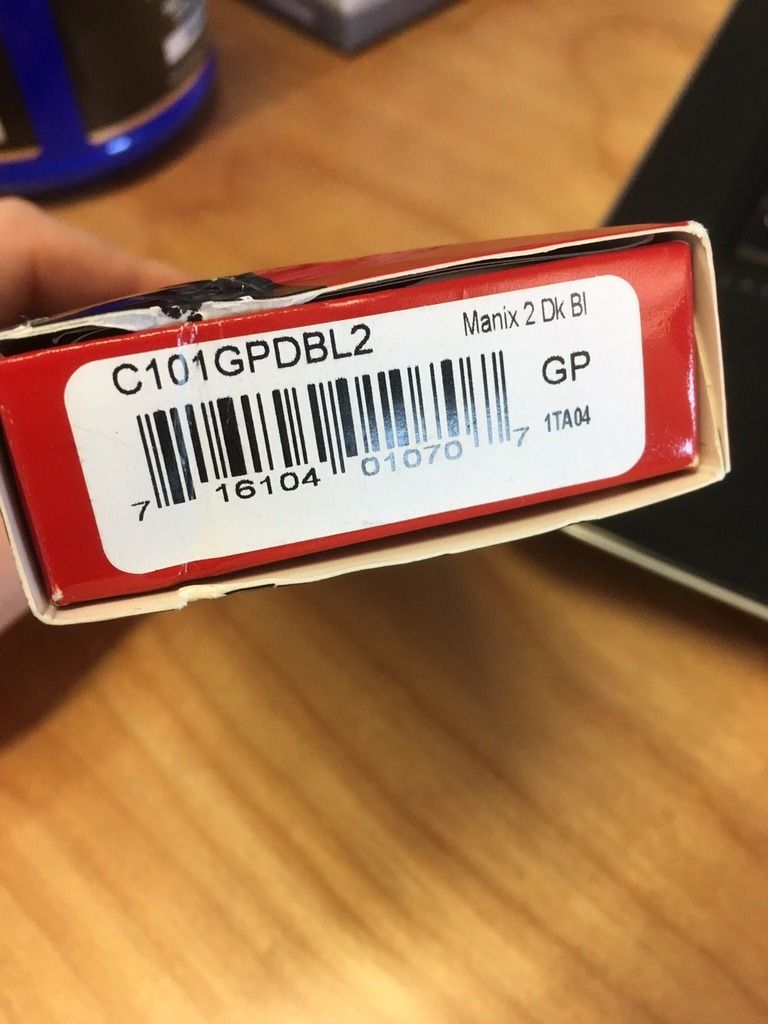 C101GPDBL2
Manix 2 Dk Bl
GP
1TA04
7 16104 01070 7